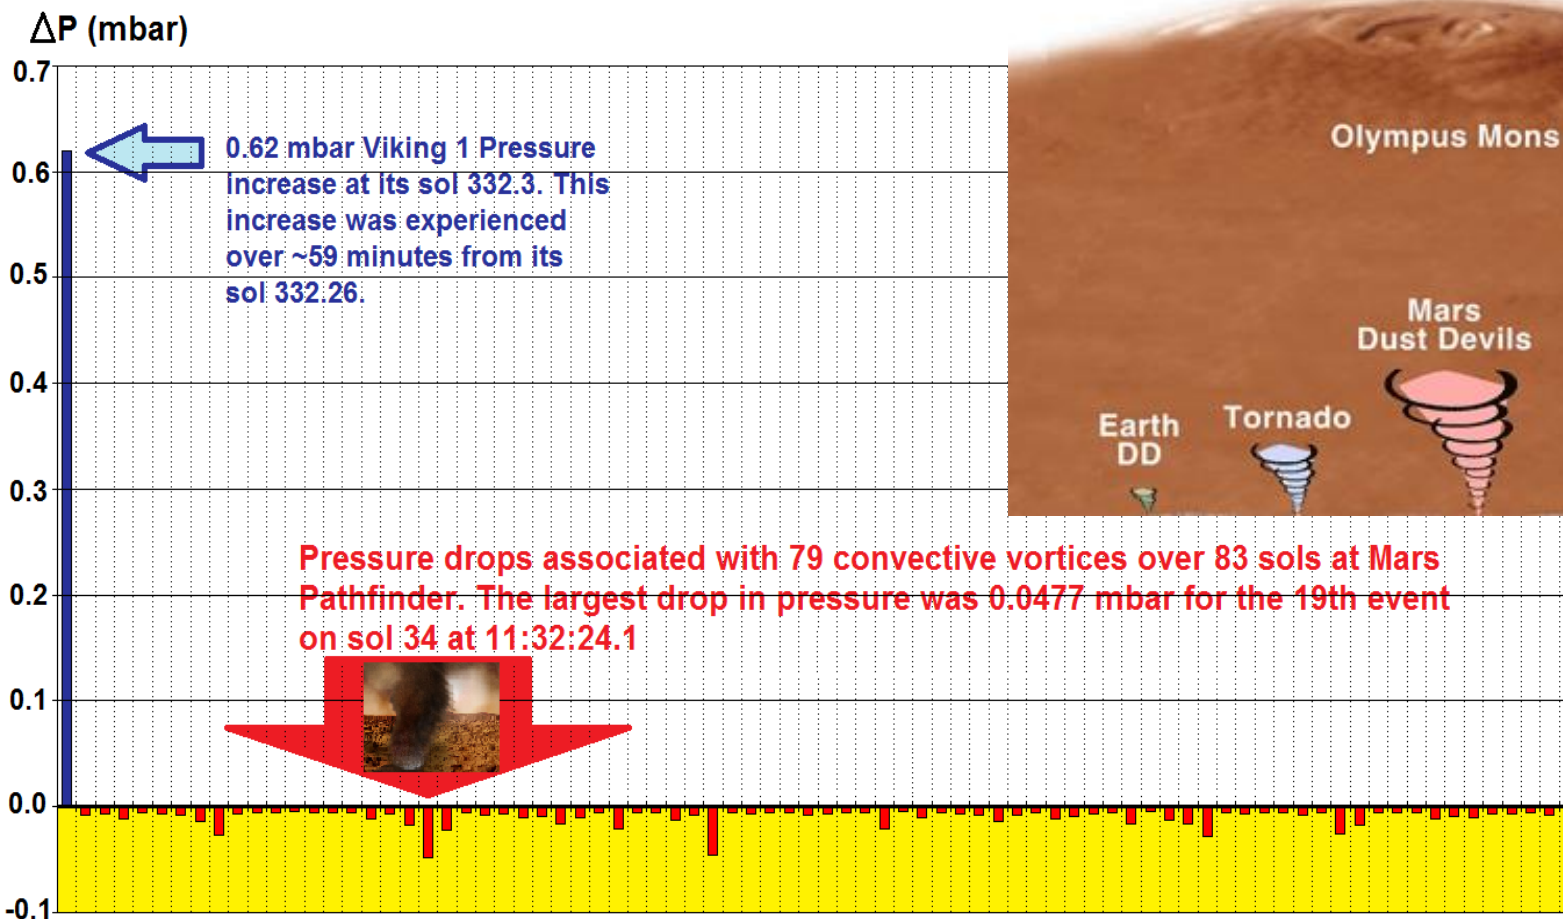 ΔP (mbar)
0.7
0.6
0.5
0.4
0.3
0.2
0.1
0.0
-0.1
0.62 mbar Viking 1 Pressure
increase at its sol 332.3. This
increase was experienced
over ~59 minutes from its
sol 332.26.
Olympus Mons
Mars
Dust Devils
Tornado
Earth
DD
Pressure drops associated with 79 convective vortices over 83 sols at Mars
Pathfinder. The largest drop in pressure was 0.0477 mbar for the 19th event
on sol 34 at 11:32:24.1